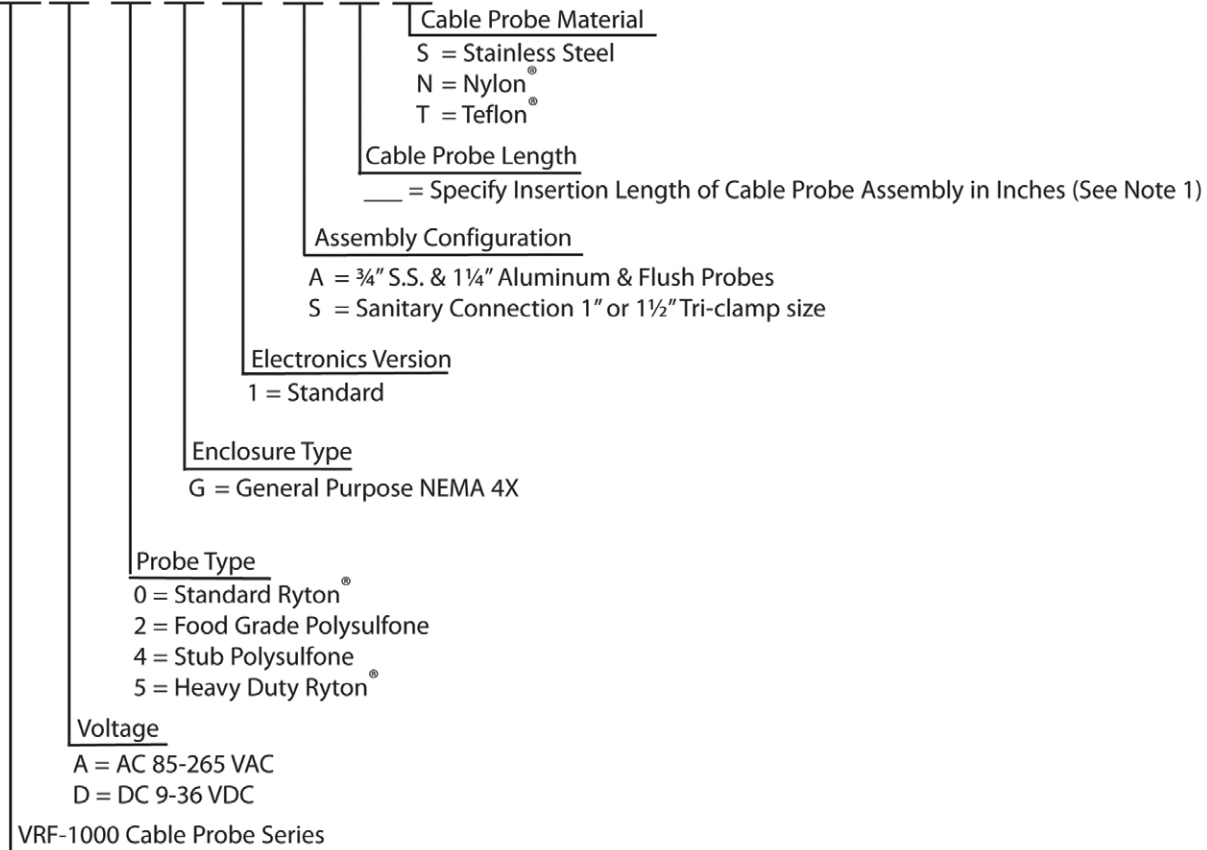 Cable Probe Material
S = Stainless Steel
N = Nylon®
T = Teflon®
Cable Probe Length
___ = Specify Insertion Length of Cable Probe Assembly in Inches (See Note 1)
Assembly Configuration
A = ¾" S.S. & 1¼" Aluminum & Flush Probes
S = Sanitary Connection 1" or 1½" Tri-clamp size
Electronics Version
1 = Standard
Enclosure Type
G = General Purpose NEMA 4X
Probe Type
0 = Standard Ryton®
2 = Food Grade Polysulfone
4 = Stub Polysulfone
5 = Heavy Duty Ryton®
Voltage
A = AC 85-265 VAC
D = DC 9-36 VDC
VRF-1000 Cable Probe Series